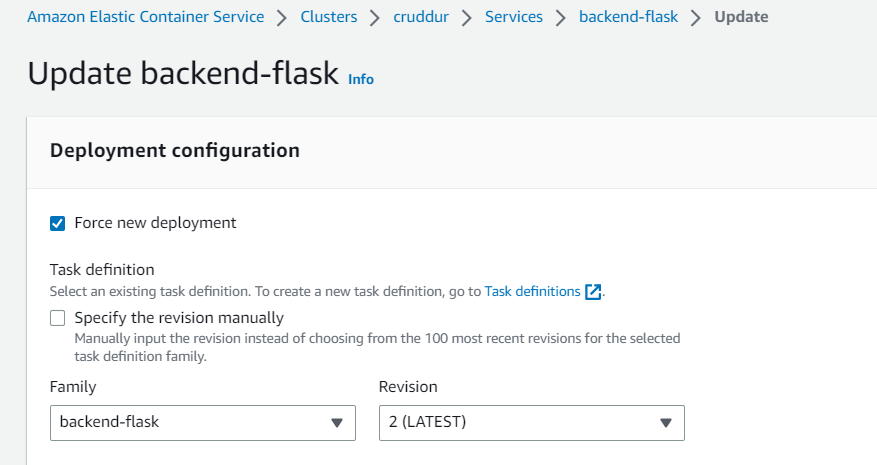 Amazon Elastic Container Service > Clusters > cruddur > Services > backend-flask > Update
Update backend-flask Info
Deployment configuration
Force new deployment
Task definition
Select an existing task definition. To create a new task definition, go to Task definitions.
Specify the revision manually
Manually input the revision instead of choosing from the 100 most recent revisions for the selected
task definition family.
Family Revision
backend-flask 2 (LATEST)